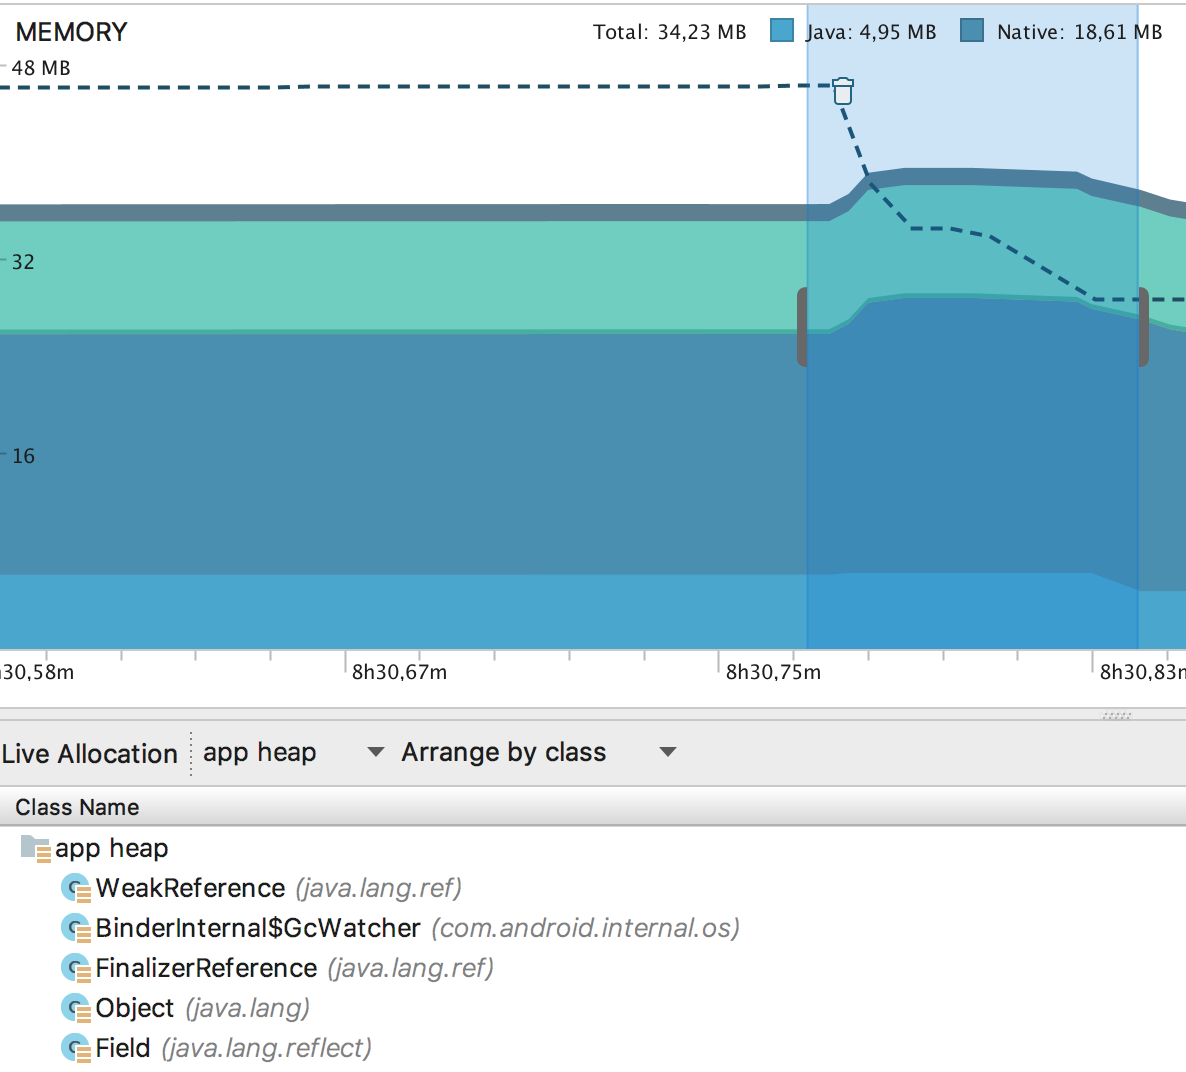 MEMORY Total: 34,23 MB Java: 4,95 MB Native: 18,61 MB
48 MB
32
16
30,58m 8h30,67m 8h30,75m 8h30,83m
Live Allocation app heap Arrange by class
Class Name
app heap
WeakReference (java.lang.ref)
BinderInternal$GcWatcher (com.android.internal.os)
FinalizerReference (java.lang.ref)
Object (java.lang)
Field (java.lang.reflect)